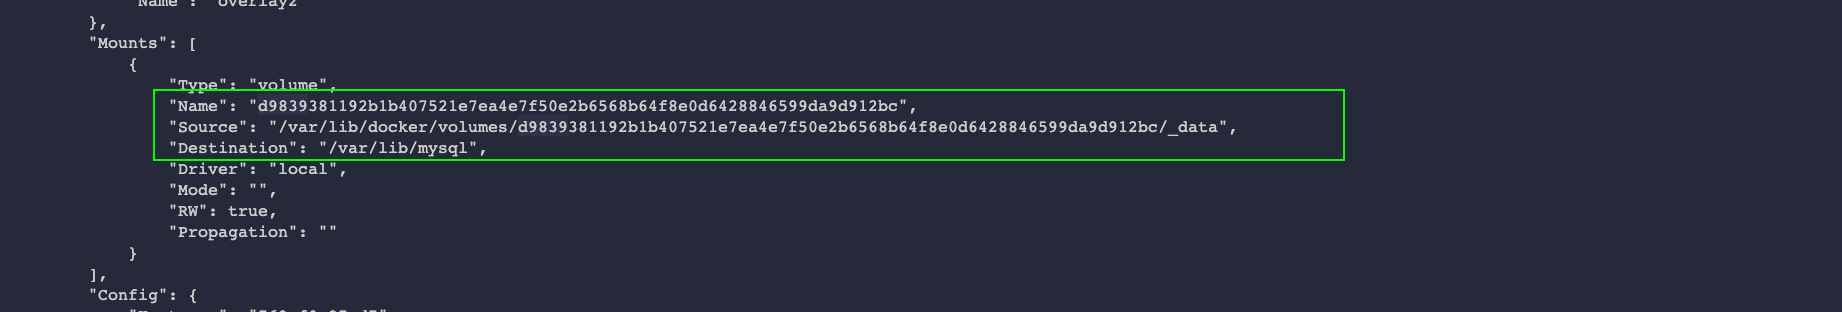 "Name": "overlay2"
},
"Mounts": [
{
"Type": "volume",
"Name": "d9839381192b1b407521e7ea4e7f50e2b6568b64f8e0d6428846599da9d912bc",
"Source": "/var/lib/docker/volumes/d9839381192b1b407521e7ea4e7f50e2b6568b64f8e0d6428846599da9d912bc/_data",
"Destination": "/var/lib/mysql",
"Driver": "local",
"Mode": "",
"RW": true,
"Propagation": ""
}
],
"Config": {